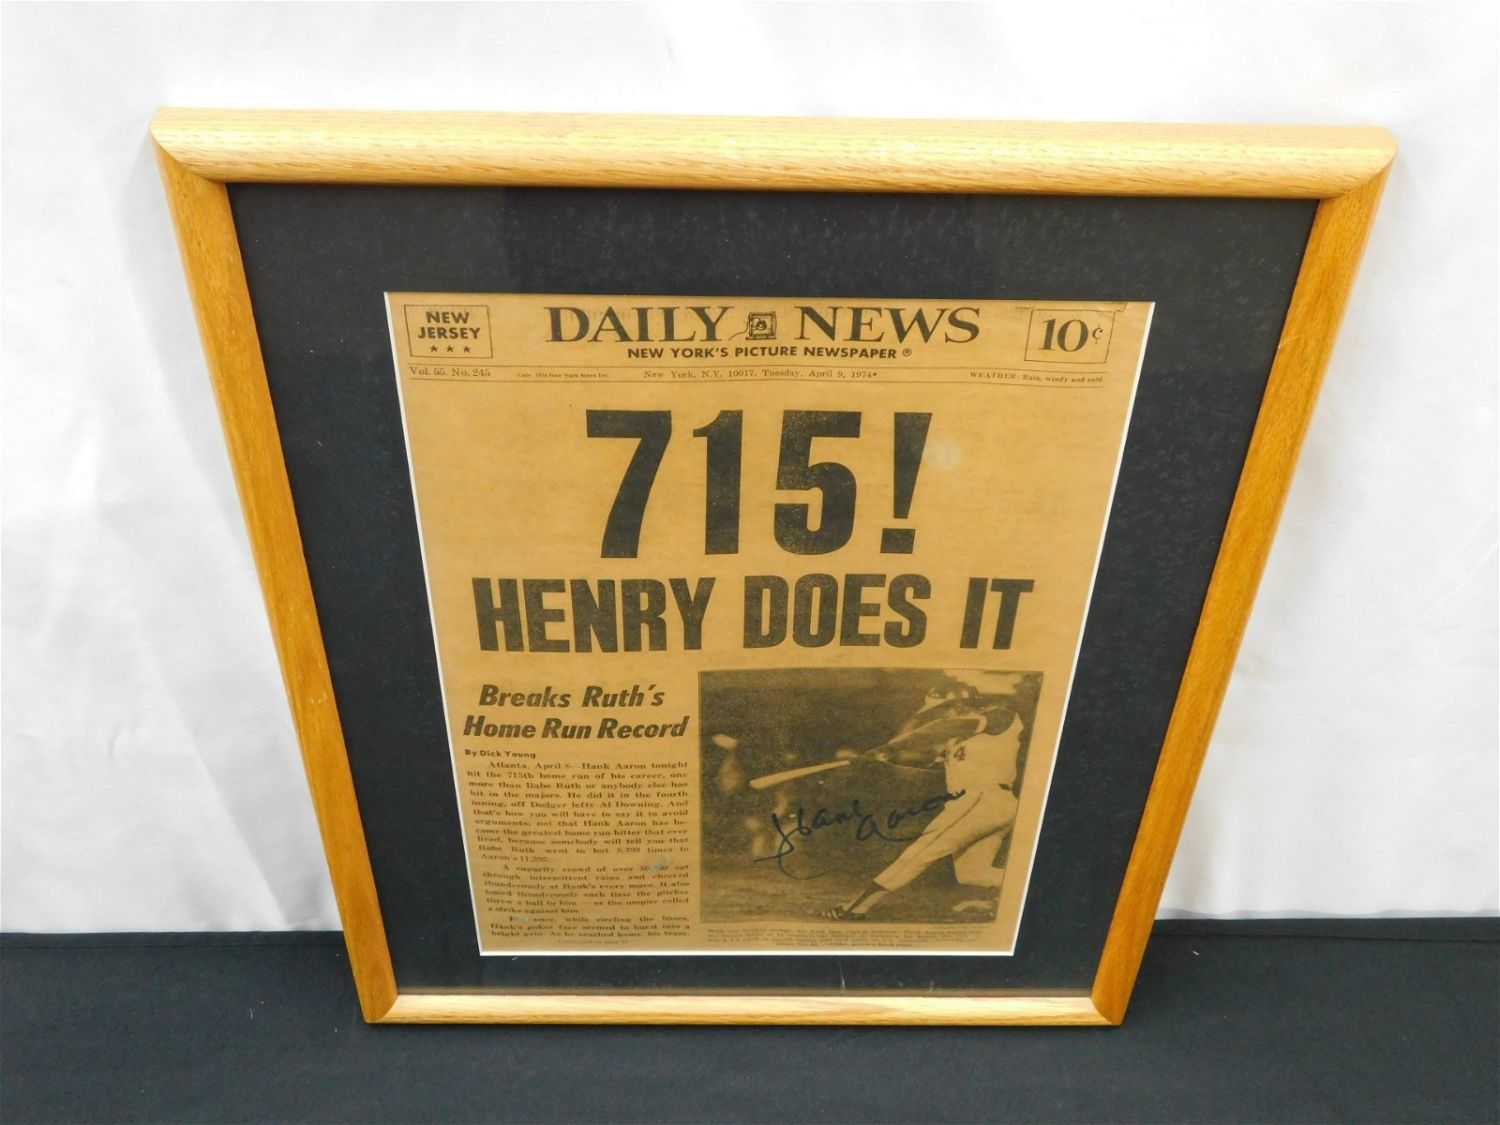 NEW
JERSEY
★ ★ ★
DAILY NEWS
NEW YORK'S PICTURE NEWSPAPER ®
10¢
Vol. 55. No. 245
Copr. 1974 New York News Inc.
New York, N.Y. 10017, Tuesday, April 9, 1974★
WEATHER: Rain, windy and cold.
715!
HENRY DOES IT
Breaks Ruth's
Home Run Record
By Dick Young
Atlanta, April 8—Hank Aaron tonight
hit the 715th home run of his career, one
more than Babe Ruth or anybody else has
hit in the majors. He did it in the fourth
inning, off Dodger lefty Al Downing. And
that's how you will have to say it to avoid
arguments; not that Hank Aaron has be-
come the greatest home run hitter that ever
lived, because somebody will tell you that
Babe Ruth went to bat 8,399 times to
Aaron's 11,295.
A capacity crowd of over sat
through intermittent rains and cheered
thunderously at Hank's every move. It also
booed thunderously each time the pitcher
threw a ball to him — or the umpire called
a strike against him.
once, while circling the bases,
Hank's poker face seemed to burst into a
bright grin. As he reached home, his team-
44
Hank Aaron